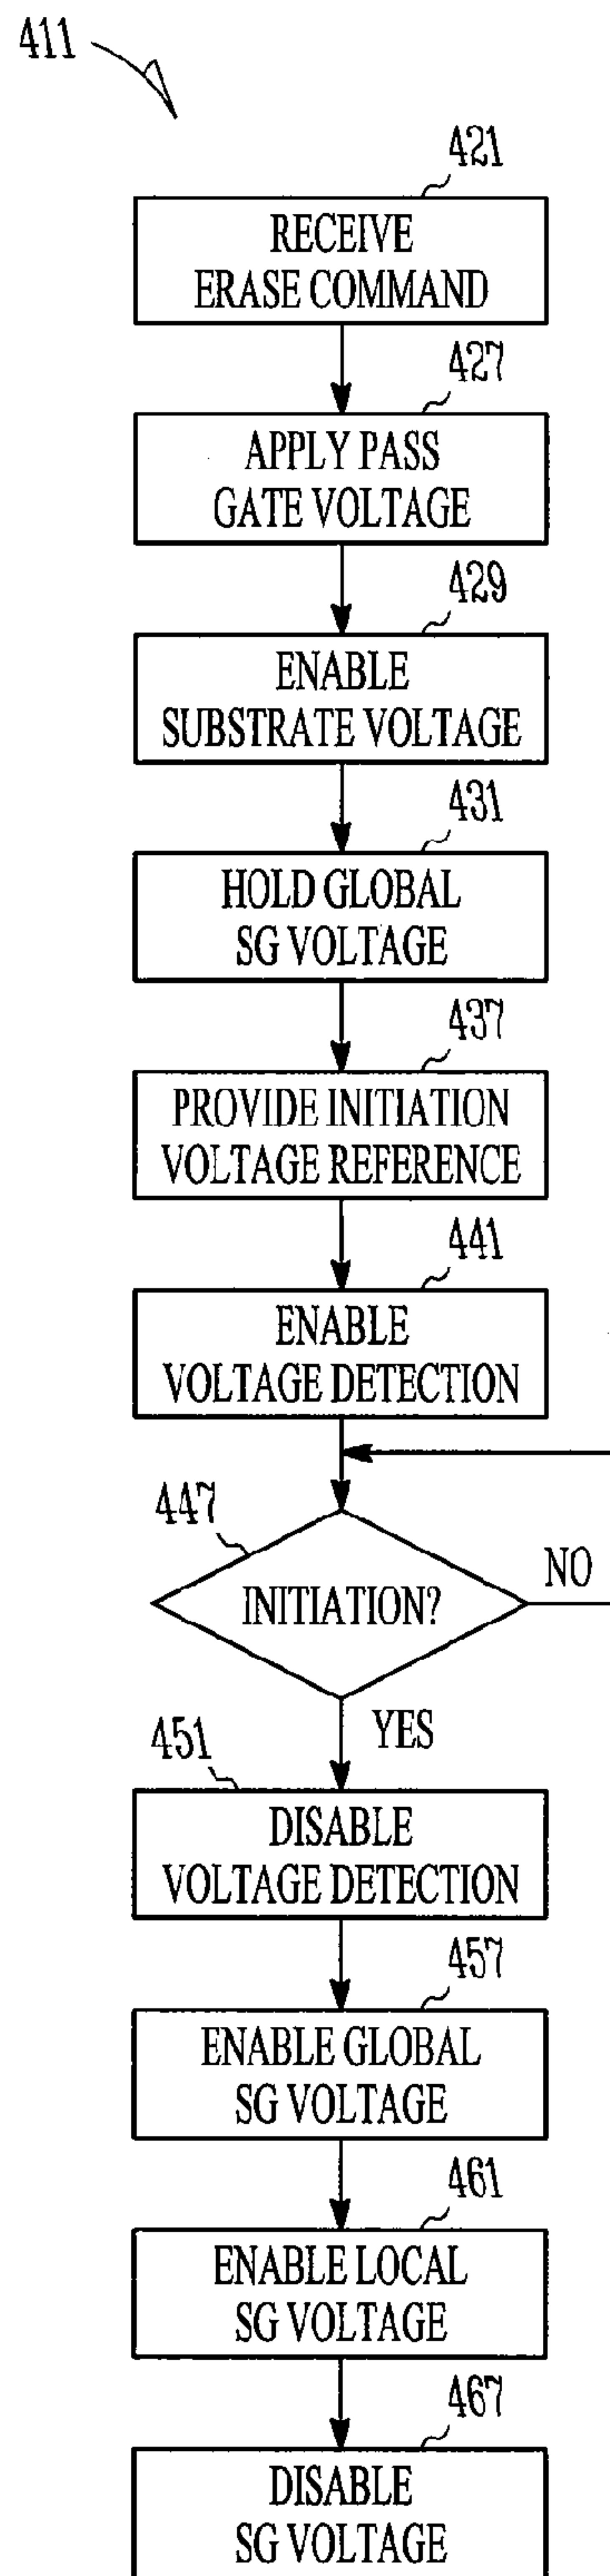 411
421
RECEIVE
ERASE COMMAND
427
APPLY PASS
GATE VOLTAGE
429
ENABLE
SUBSTRATE VOLTAGE
431
HOLD GLOBAL
SG VOLTAGE
437
PROVIDE INITIATION
VOLTAGE REFERENCE
441
ENABLE
VOLTAGE DETECTION
447
INITIATION?
NO
YES
451
DISABLE
VOLTAGE DETECTION
457
ENABLE GLOBAL
SG VOLTAGE
461
ENABLE LOCAL
SG VOLTAGE
467
DISABLE
SG VOLTAGE